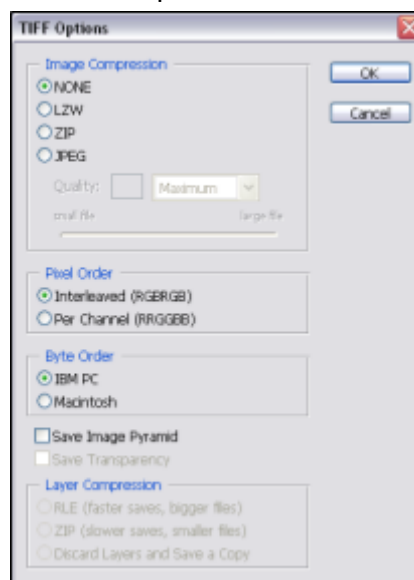 TIFF Options
Image Compression
NONE
LZW
ZIP
JPEG
Quality:
Maximum
small file
large file
OK
Cancel
Pixel Order
Interleaved (RGBRGB)
Per Channel (RRGGBB)
Byte Order
IBM PC
Macintosh
Save Image Pyramid
Save Transparency
Layer Compression
RLE (faster saves, bigger files)
ZIP (slower saves, smaller files)
Discard Layers and Save a Copy